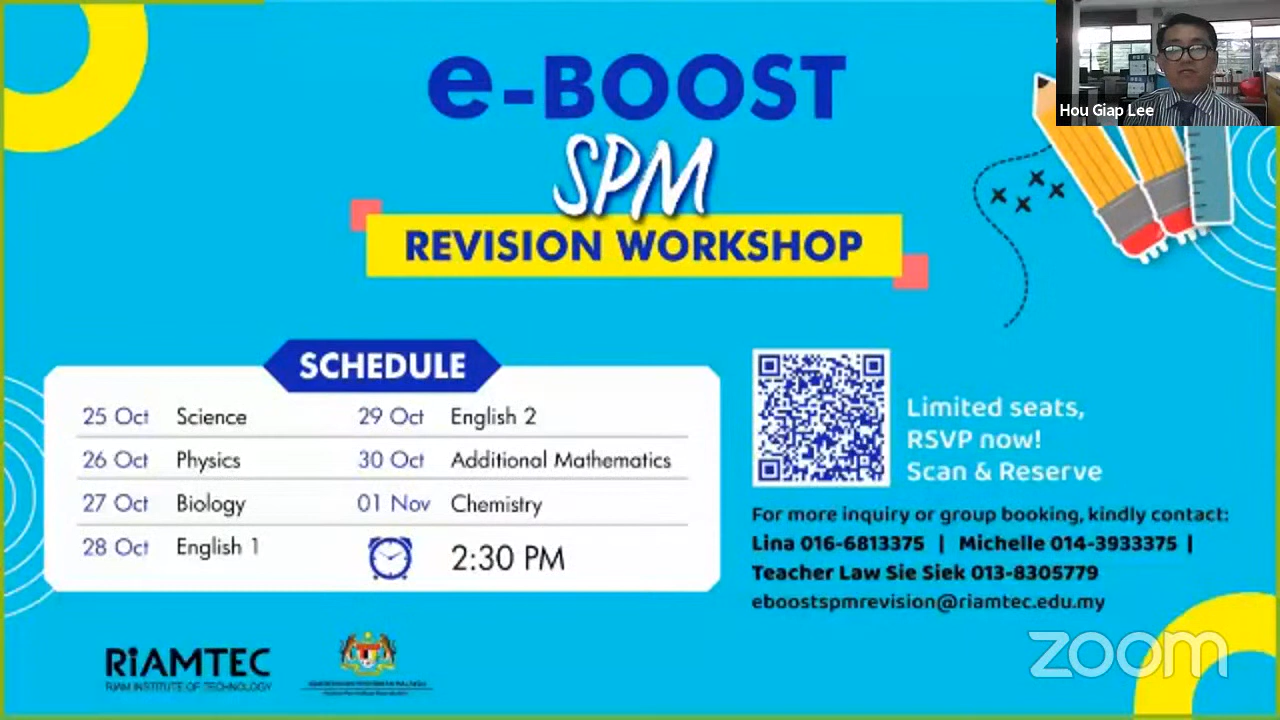 e-BOOST
SPM
REVISION WORKSHOP
Hou Giap Lee
SCHEDULE
25 Oct Science 29 Oct English 2
26 Oct Physics 30 Oct Additional Mathematics
27 Oct Biology 01 Nov Chemistry
28 Oct English 1 2:30 PM
Limited seats,
RSVP now!
Scan & Reserve
For more inquiry or group booking, kindly contact:
Lina 016-6813375 | Michelle 014-3933375 |
Teacher Law Sie Siek 013-8305779
eboostspmrevision@riamtec.edu.my
RiAMTEC
RIAM INSTITUTE OF TECHNOLOGY
zoom